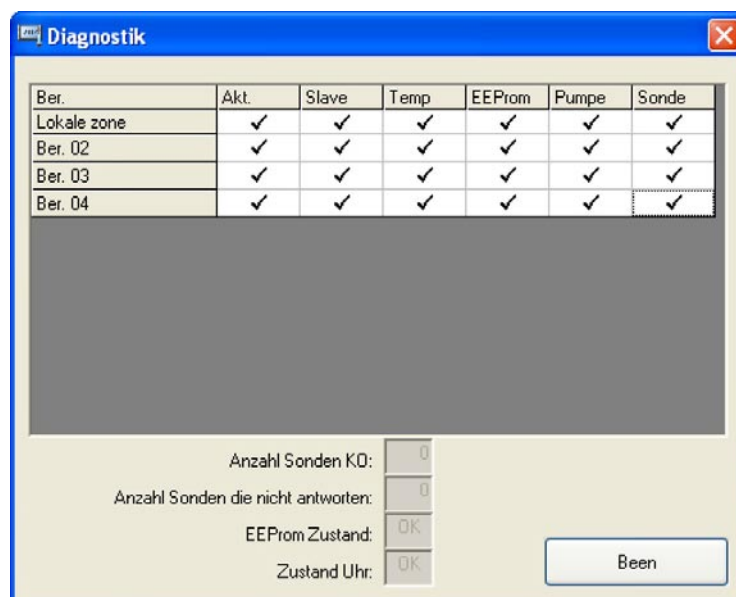 Diagnostik
Ber. Akt. Slave Temp EEProm Pumpe Sonde
Lokale zone
Ber. 02
Ber. 03
Ber. 04
Anzahl Sonden KO: 0
Anzahl Sonden die nicht antworten: 0
EEProm Zustand: OK
Zustand Uhr: OK
Been